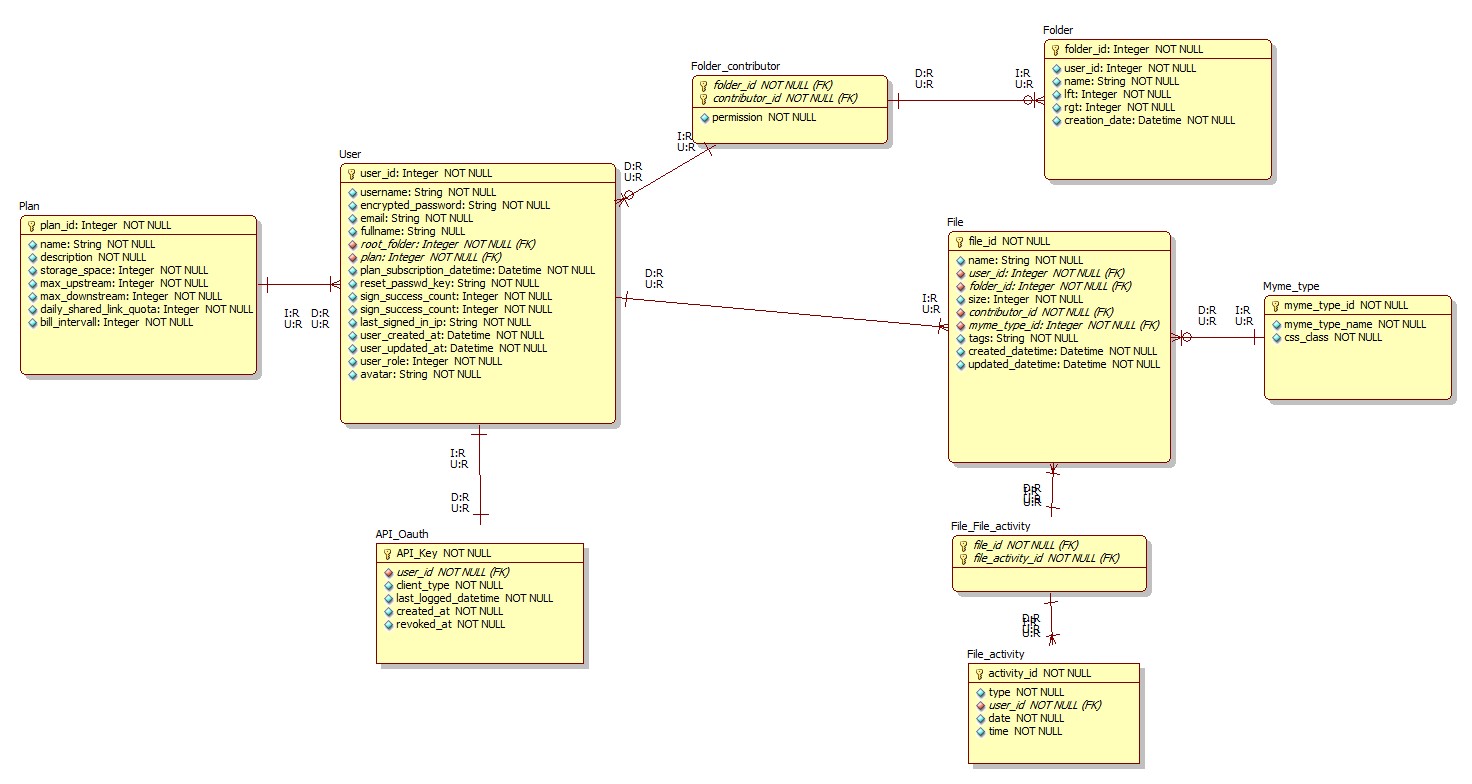 Plan
plan_id: Integer NOT NULL
name: String NOT NULL
description NOT NULL
storage_space: Integer NOT NULL
max_upstream: Integer NOT NULL
max_downstream: Integer NOT NULL
daily_shared_link_quota: Integer NOT NULL
bill_intervall: Integer NOT NULL
I:R D:R
U:R U:R
User
user_id: Integer NOT NULL
username: String NOT NULL
encrypted_password: String NOT NULL
email: String NOT NULL
fullname: String NOT NULL
root_folder: Integer NOT NULL (FK)
plan: Integer NOT NULL (FK)
plan_subscription_datetime: Datetime NOT NULL
reset_passwd_key: String NOT NULL
sign_success_count: Integer NOT NULL
sign_success_count: Integer NOT NULL
last_signed_in_ip: String NOT NULL
user_created_at: Datetime NOT NULL
user_updated_at: Datetime NOT NULL
user_role: Integer NOT NULL
avatar: String NOT NULL
I:R
U:R
D:R
U:R
API_Oauth
API_Key NOT NULL
user_id NOT NULL (FK)
client_type NOT NULL
last_logged_datetime NOT NULL
created_at NOT NULL
revoked_at NOT NULL
Folder_contributor
folder_id NOT NULL (FK)
contributor_id NOT NULL (FK)
permission NOT NULL
I:R
U:R
D:R
U:R
D:R I:R
U:R U:R
Folder
folder_id: Integer NOT NULL
user_id: Integer NOT NULL
name: String NOT NULL
lft: Integer NOT NULL
rgt: Integer NOT NULL
creation_date: Datetime NOT NULL
D:R
U:R
I:R
U:R
File
file_id NOT NULL
name: String NOT NULL
user_id: Integer NOT NULL (FK)
folder_id: Integer NOT NULL (FK)
size: Integer NOT NULL
contributor_id NOT NULL (FK)
myme_type_id: Integer NOT NULL (FK)
tags: String NOT NULL
created_datetime: Datetime NOT NULL
updated_datetime: Datetime NOT NULL
D:R I:R
U:R U:R
Myme_type
myme_type_id NOT NULL
myme_type_name NOT NULL
css_class NOT NULL
File_File_activity
file_id NOT NULL (FK)
file_activity_id NOT NULL (FK)
File_activity
activity_id NOT NULL
type NOT NULL
user_id NOT NULL (FK)
date NOT NULL
time NOT NULL